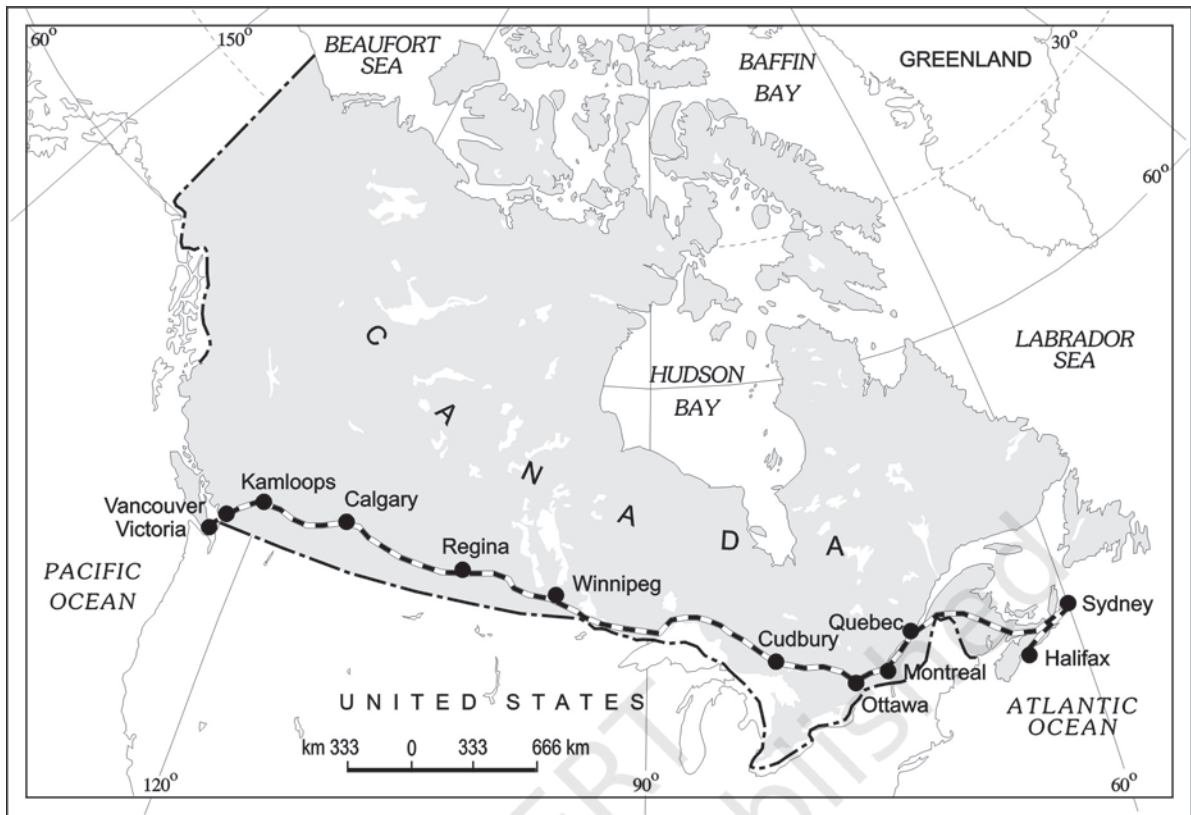 60°
150°
BEAUFORT
SEA
BAFFIN
BAY
GREENLAND
30°
60°
LABRADOR
SEA
HUDSON
BAY
C A N A D A
Kamloops
Vancouver
Victoria
Calgary
Regina
Winnipeg
PACIFIC
OCEAN
Quebec
Cudbury
Sydney
Montreal
Halifax
Ottawa
UNITED STATES
ATLANTIC
OCEAN
km 333 0 333 666 km
120°
90°
60°